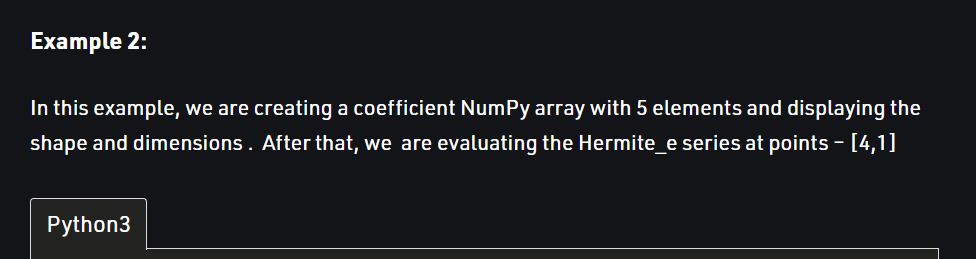 Example 2:
In this example, we are creating a coefficient NumPy array with 5 elements and displaying the
shape and dimensions . After that, we  are evaluating the Hermite_e series at points – [4,1]
Python3